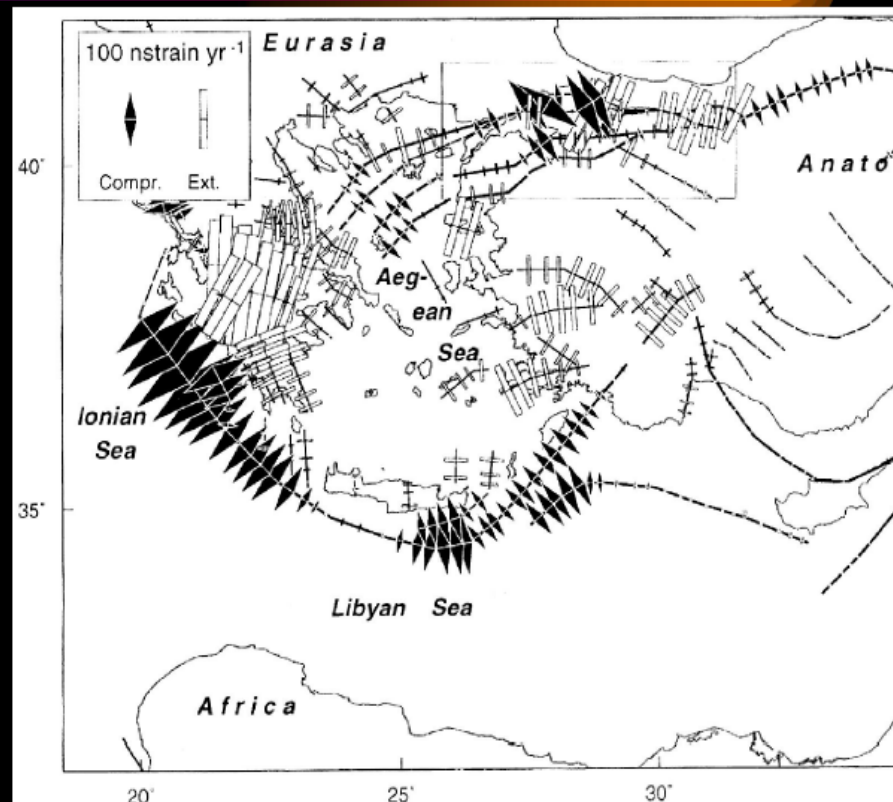 Eurasia
100 nstrain yr -1
Compr. Ext.
40°
Anato
Aeg-
ean
Sea
Ionian
Sea
35°
Libyan Sea
Africa
20° 25° 30°